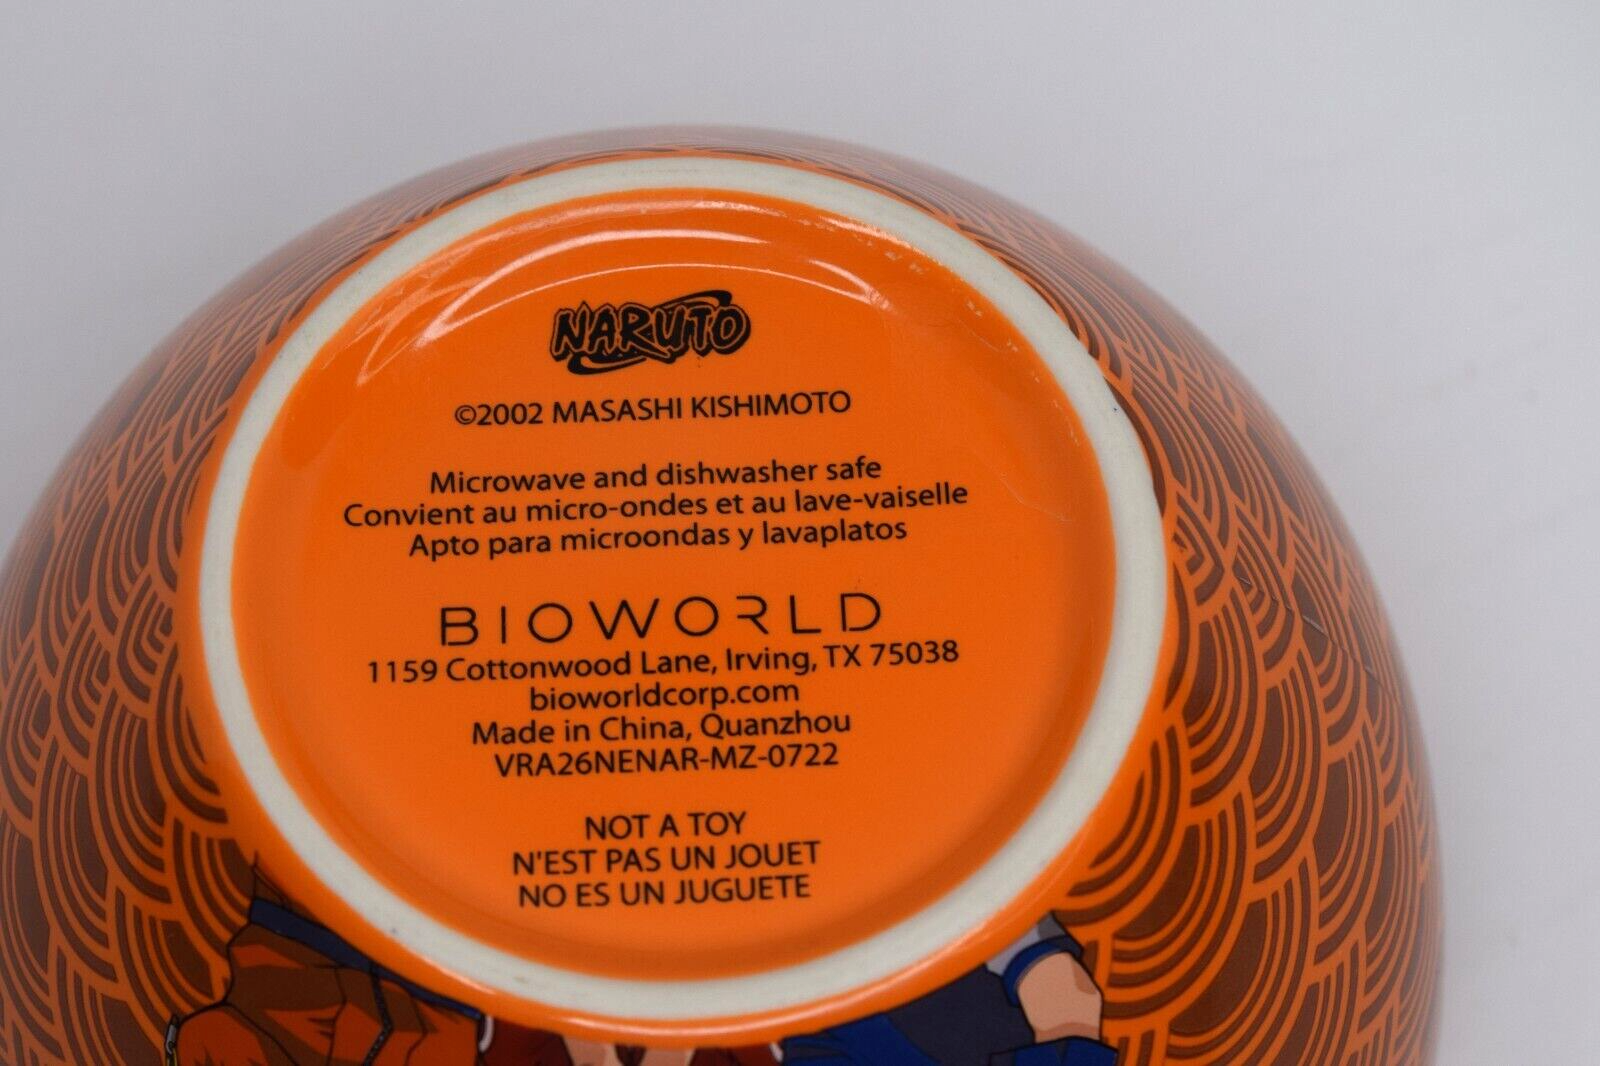 NARUTO
©2002 MASASHI KISHIMOTO
Microwave and dishwasher safe
Convient au micro-ondes et au lave-vaiselle
Apto para microondas y lavaplatos
BIOWORLD
1159 Cottonwood Lane, Irving, TX 75038
bioworldcorp.com
Made in China, Quanzhou
VRA26NENAR-MZ-0722
NOT A TOY
N'EST PAS UN JOUET
NO ES UN JUGUETE